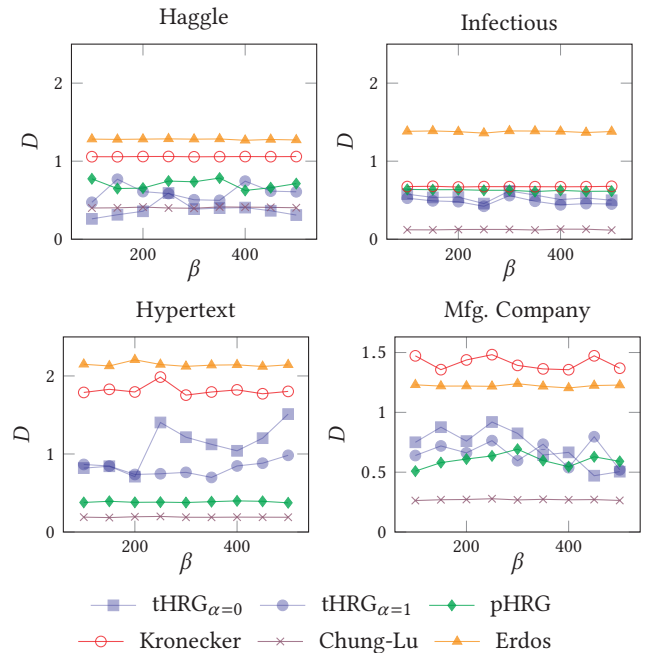 Haggle
Infectious
2
1
0
D
200
400
β
2
1
0
D
200
400
β
Hypertext
Mfg. Company
2
1
0
D
200
400
β
1.5
1
0.5
0
D
200
400
β
tHRGα=0
tHRGα=1
pHRG
Kronecker
Chung-Lu
Erdos